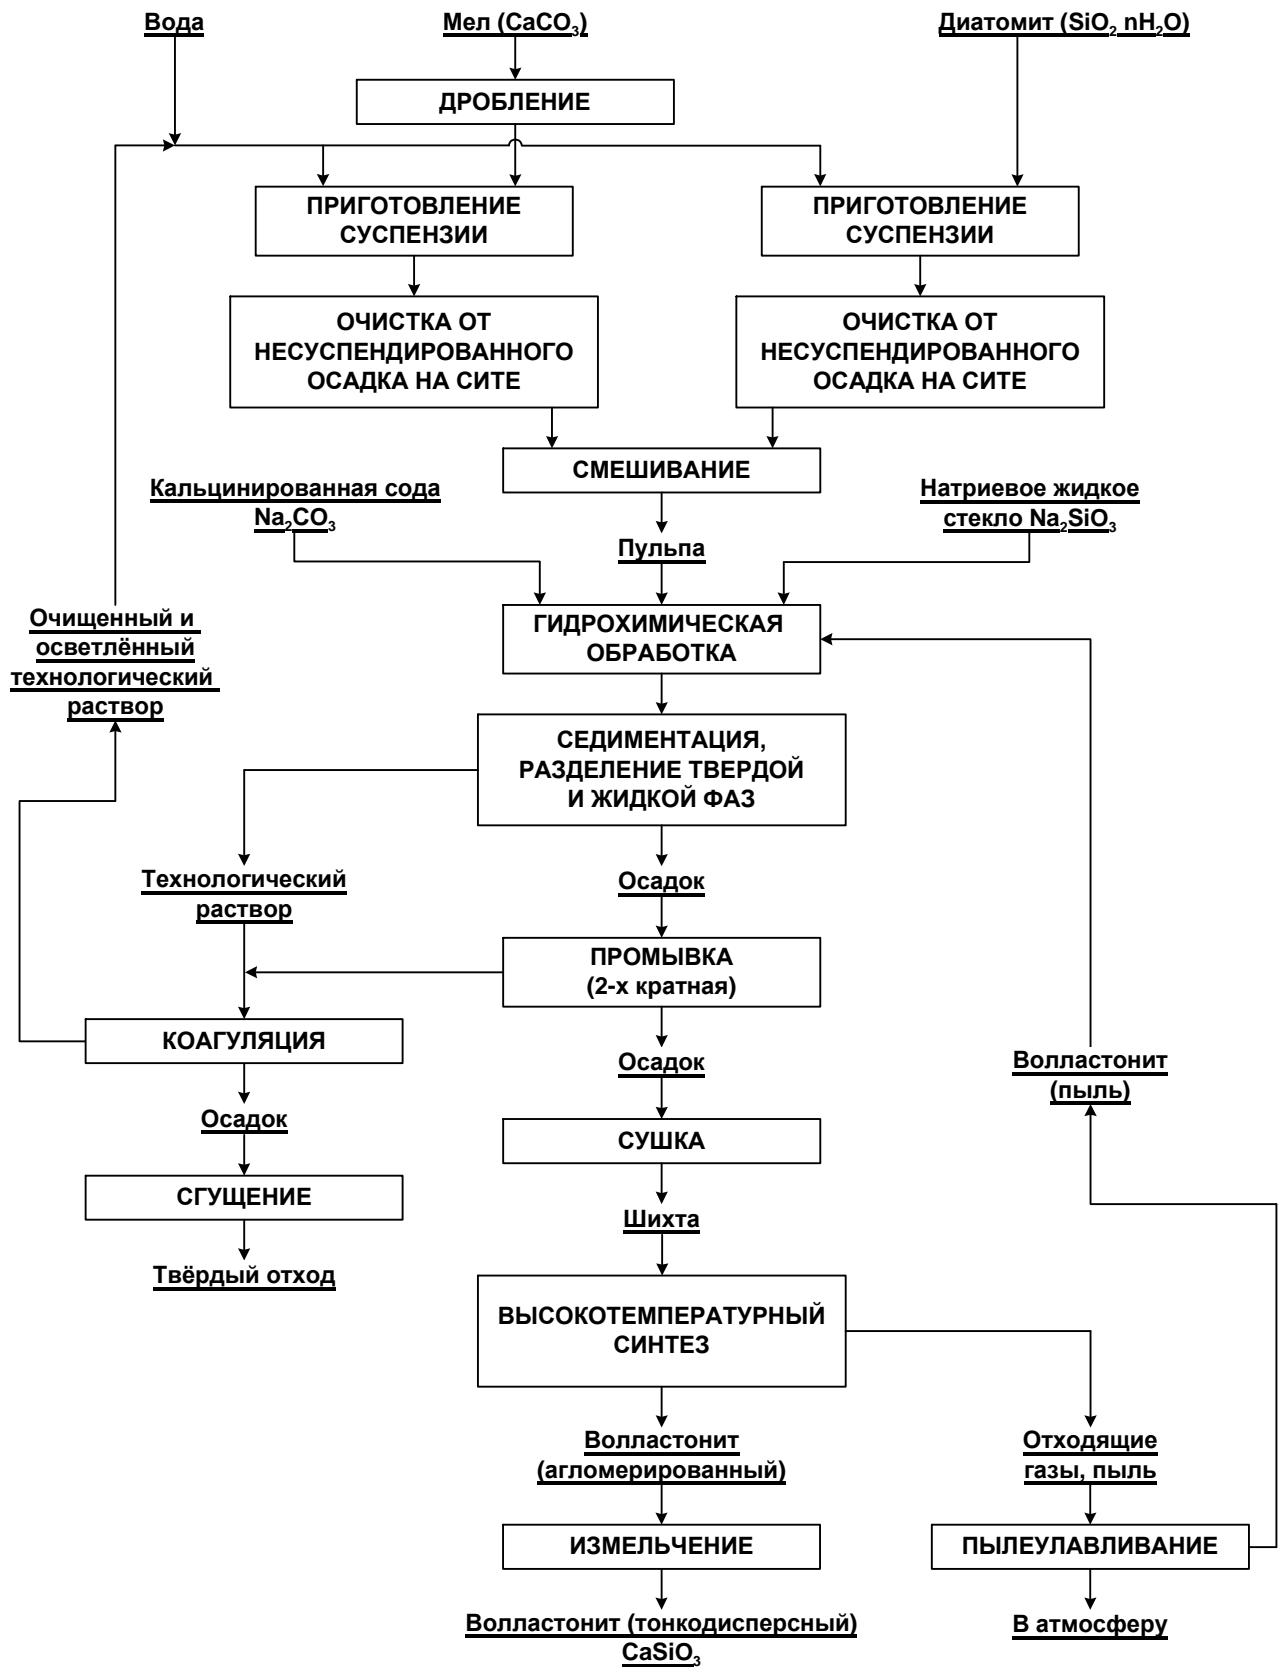 Вода
Мел (CaCO₃)
Диатомит (SiO₂ nH₂O)
ДРОБЛЕНИЕ
ПРИГОТОВЛЕНИЕ
СУСПЕНЗИИ
ПРИГОТОВЛЕНИЕ
СУСПЕНЗИИ
ОЧИСТКА ОТ
НЕСУСПЕНДИРОВАННОГО
ОСАДКА НА СИТЕ
ОЧИСТКА ОТ
НЕСУСПЕНДИРОВАННОГО
ОСАДКА НА СИТЕ
СМЕШИВАНИЕ
Кальцинированная сода
Na₂CO₃
Натриевое жидкое
стекло Na₂SiO₃
Пульпа
ГИДРОХИМИЧЕСКАЯ
ОБРАБОТКА
Очищенный и
осветлённый
технологический
раствор
СЕДИМЕНТАЦИЯ,
РАЗДЕЛЕНИЕ ТВЕРДОЙ
И ЖИДКОЙ ФАЗ
Технологический
раствор
Осадок
ПРОМЫВКА
(2-х кратная)
КОАГУЛЯЦИЯ
Осадок
Волластонит
(пыль)
Осадок
СУШКА
СГУЩЕНИЕ
Шихта
Твёрдый отход
ВЫСОКОТЕМПЕРАТУРНЫЙ
СИНТЕЗ
Волластонит
(агломерированный)
Отходящие
газы, пыль
ИЗМЕЛЬЧЕНИЕ
ПЫЛЕУЛАВЛИВАНИЕ
Волластонит (тонкодисперсный)
CaSiO₃
В атмосферу